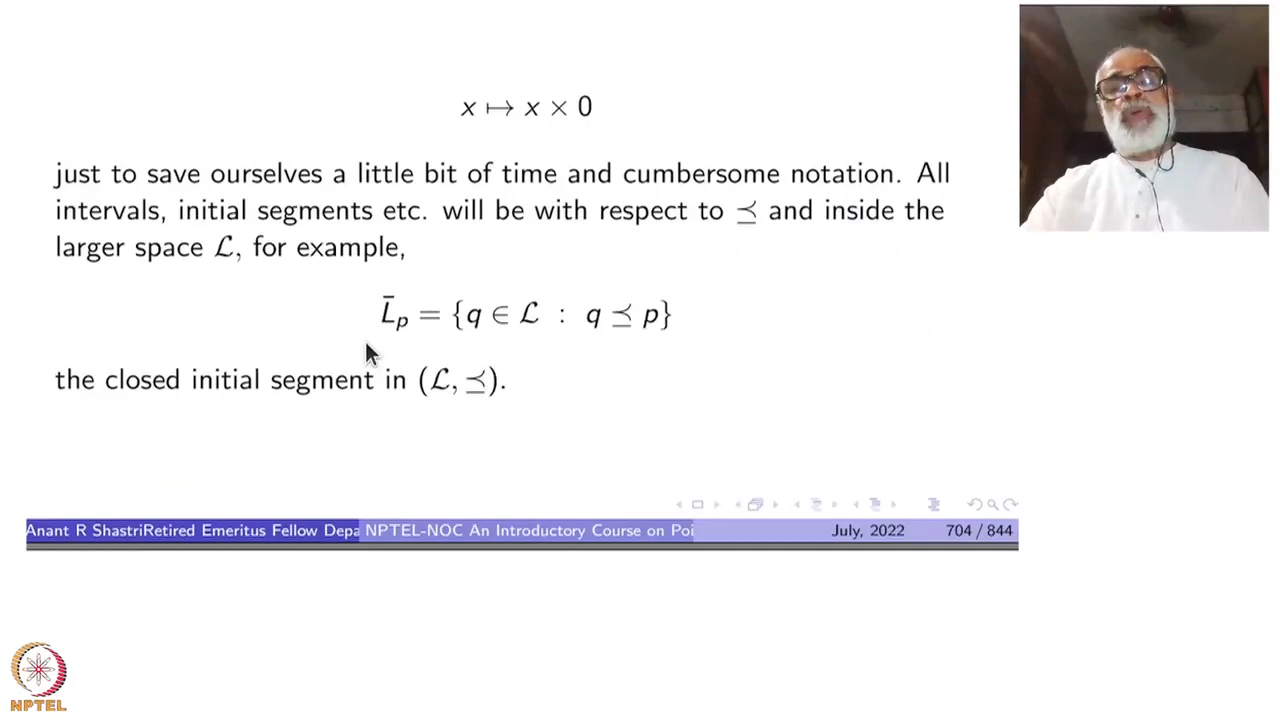 x ↦ x × 0
just to save ourselves a little bit of time and cumbersome notation. All
intervals, initial segments etc. will be with respect to ⪯ and inside the
larger space ℒ, for example,
L̄ₚ = {q ∈ ℒ : q ⪯ p}
the closed initial segment in (ℒ, ⪯).
Anant R ShastriRetired Emeritus Fellow Depa NPTEL-NOC An Introductory Course on Poi July, 2022 704 / 844
NPTEL